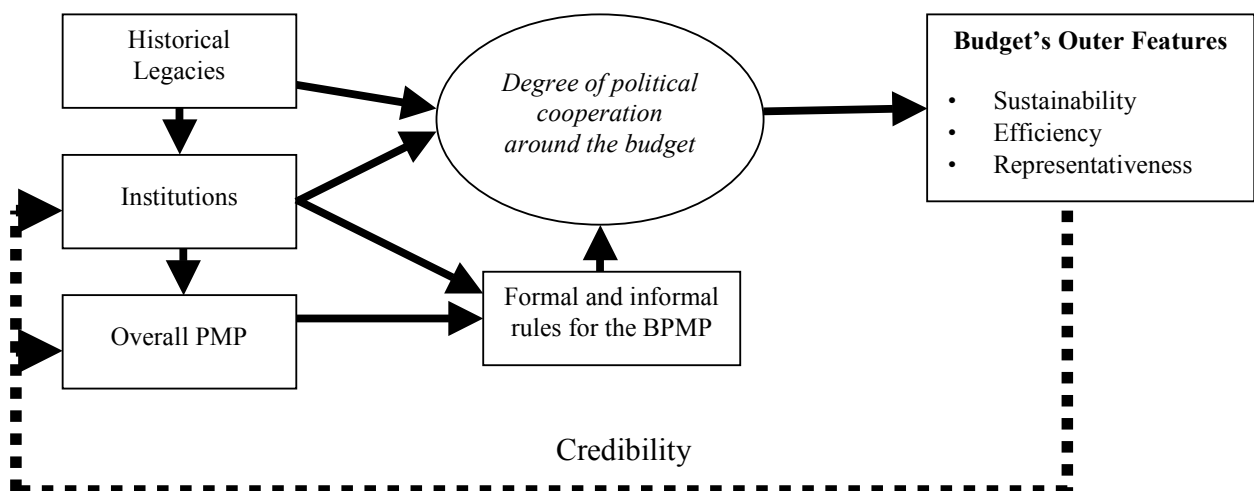 Historical
Legacies
Institutions
Overall PMP
Degree of political
cooperation
around the budget
Formal and informal
rules for the BPMP
Budget’s Outer Features
• Sustainability
• Efficiency
• Representativeness
Credibility